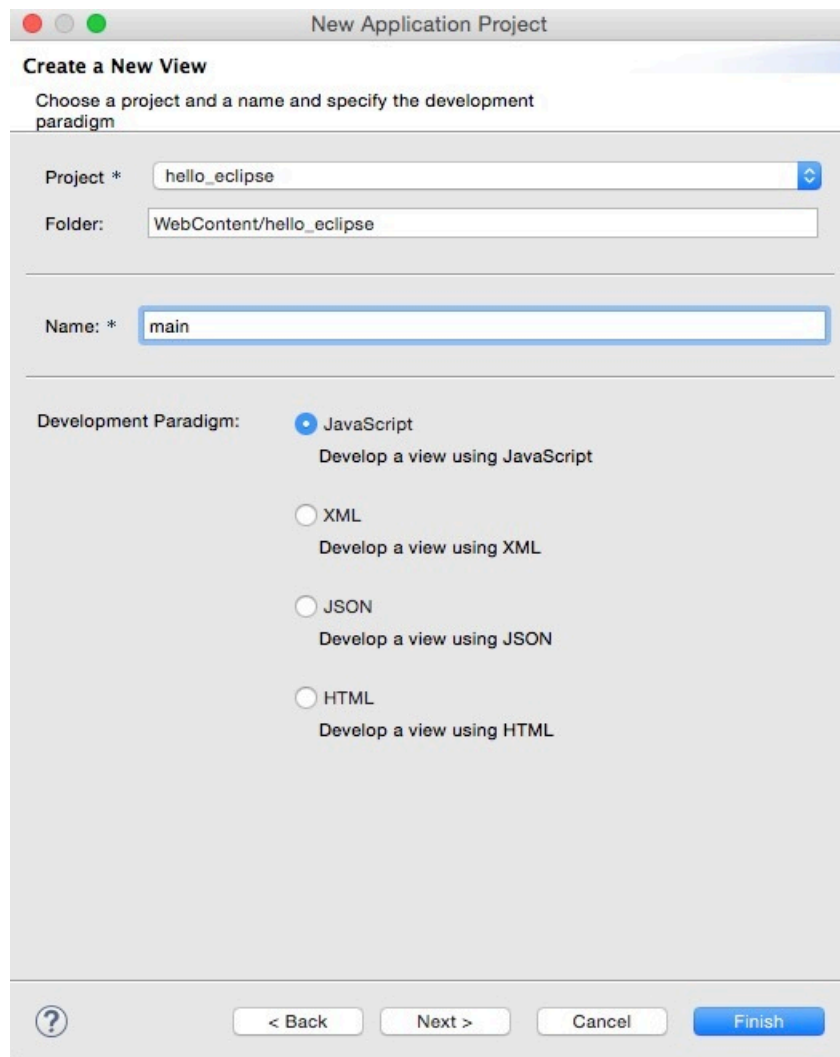 New Application Project
Create a New View
Choose a project and a name and specify the development
paradigm
Project * hello_eclipse
Folder: WebContent/hello_eclipse
Name: * main
Development Paradigm: JavaScript
Develop a view using JavaScript
XML
Develop a view using XML
JSON
Develop a view using JSON
HTML
Develop a view using HTML
? < Back Next > Cancel Finish